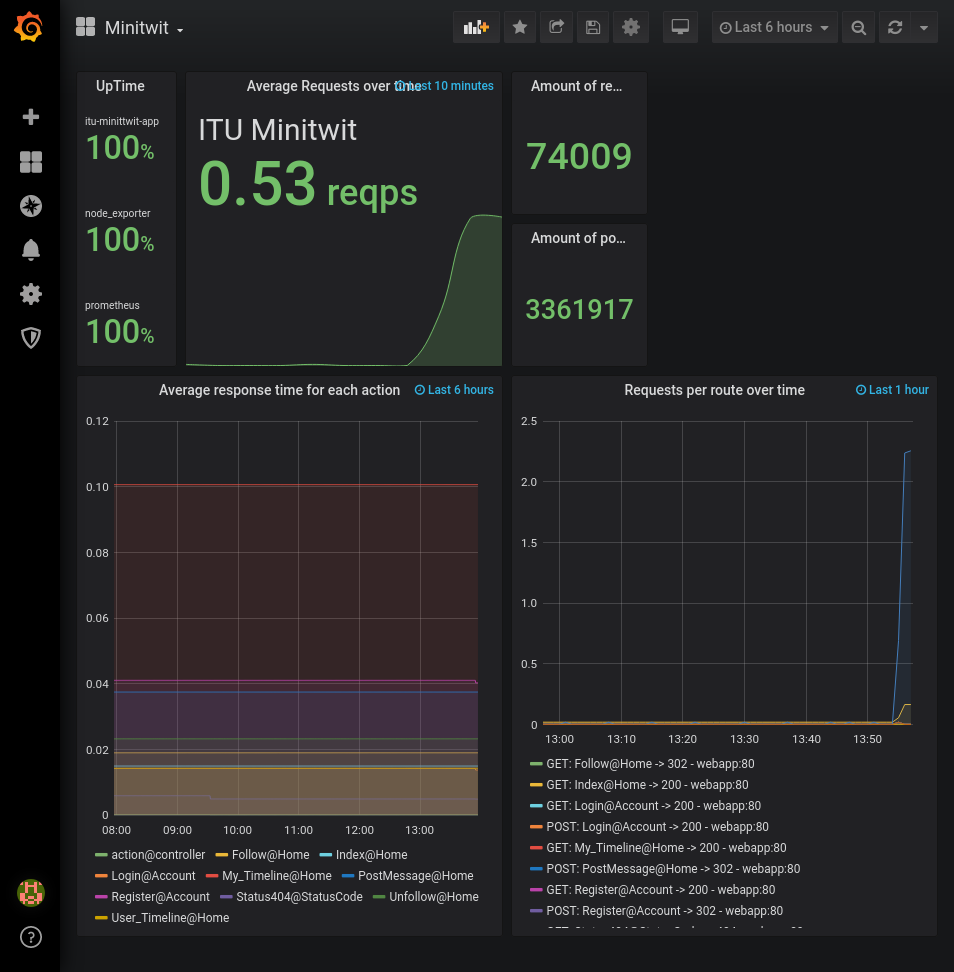 Minitwit
Last 6 hours
UpTime
itu-minittwit-app
100%
node_exporter
100%
prometheus
100%
Average Requests over time
Last 10 minutes
ITU Minitwit
0.53 reqps
Amount of re...
74009
Amount of po...
3361917
Average response time for each action
Last 6 hours
0.12
0.10
0.08
0.06
0.04
0.02
0
08:00 09:00 10:00 11:00 12:00 13:00
action@controller Follow@Home Index@Home
Login@Account My_Timeline@Home PostMessage@Home
Register@Account Status404@StatusCode Unfollow@Home
User_Timeline@Home
Requests per route over time
Last 1 hour
2.5
2.0
1.5
1.0
0.5
0
13:00 13:10 13:20 13:30 13:40 13:50
GET: Follow@Home -> 302 - webapp:80
GET: Index@Home -> 200 - webapp:80
GET: Login@Account -> 200 - webapp:80
POST: Login@Account -> 200 - webapp:80
GET: My_Timeline@Home -> 200 - webapp:80
POST: PostMessage@Home -> 302 - webapp:80
GET: Register@Account -> 200 - webapp:80
POST: Register@Account -> 302 - webapp:80